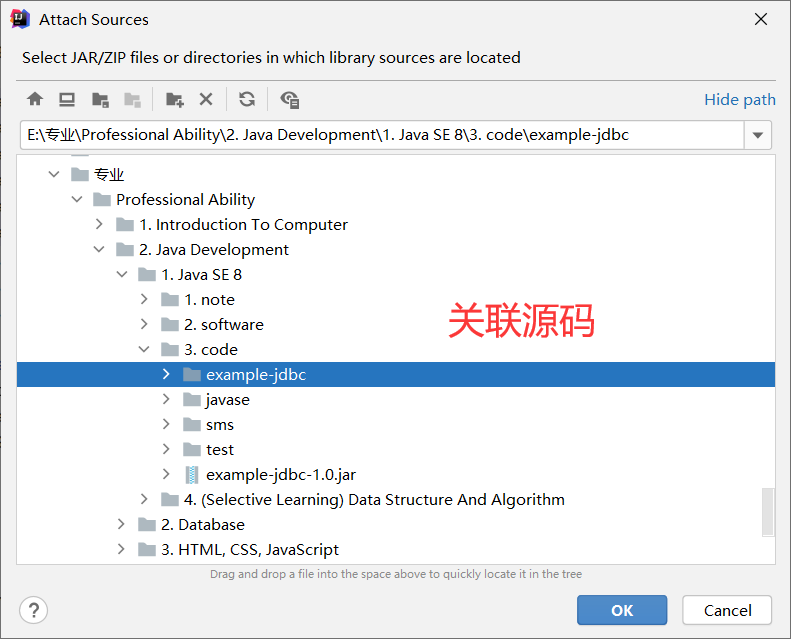 Attach Sources
Select JAR/ZIP files or directories in which library sources are located
Hide path
E:\专业\Professional Ability\2. Java Development\1. Java SE 8\3. code\example-jdbc
专业
Professional Ability
1. Introduction To Computer
2. Java Development
1. Java SE 8
1. note
2. software
关联源码
3. code
example-jdbc
javase
sms
test
example-jdbc-1.0.jar
4. (Selective Learning) Data Structure And Algorithm
2. Database
3. HTML, CSS, JavaScript
Drag and drop a file into the space above to quickly locate it in the tree
?
OK
Cancel